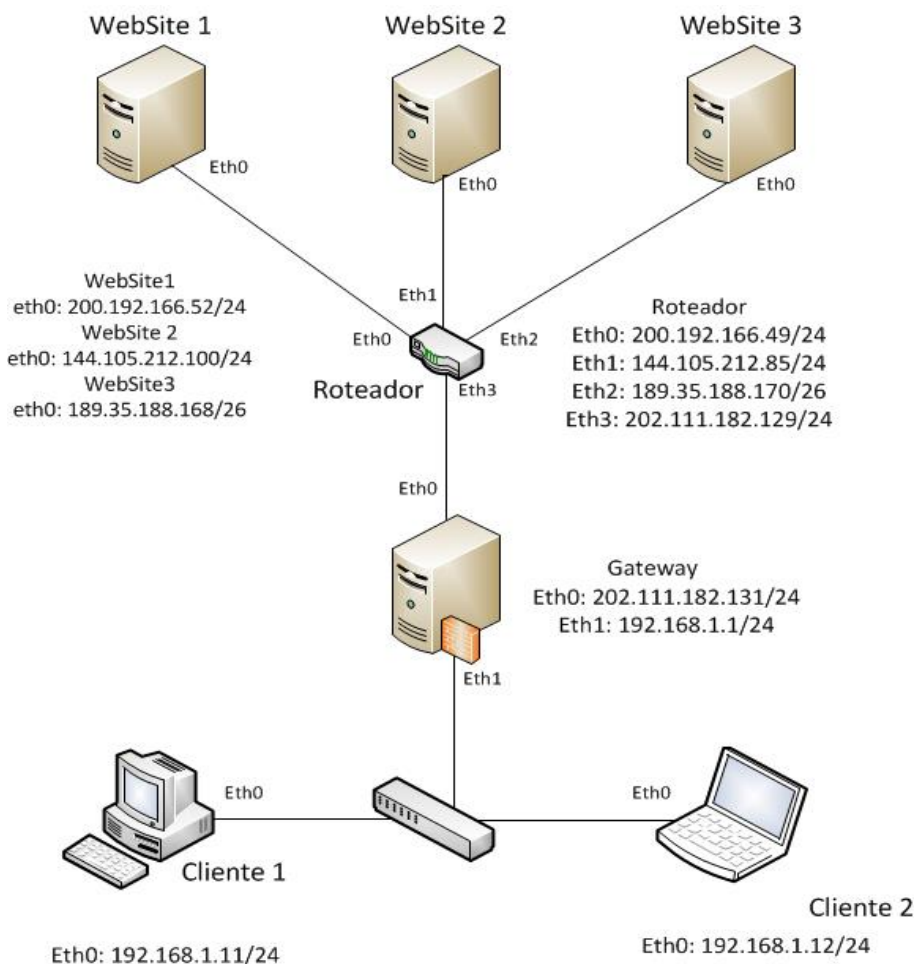 WebSite 1
WebSite 2
WebSite 3
Eth0
Eth0
Eth0
WebSite1
eth0: 200.192.166.52/24
WebSite 2
eth0: 144.105.212.100/24
WebSite3
eth0: 189.35.188.168/26
Eth1
Eth0
Eth2
Roteador
Eth3
Roteador
Eth0: 200.192.166.49/24
Eth1: 144.105.212.85/24
Eth2: 189.35.188.170/26
Eth3: 202.111.182.129/24
Eth0
Gateway
Eth0: 202.111.182.131/24
Eth1: 192.168.1.1/24
Eth1
Eth0
Eth0
Cliente 1
Cliente 2
Eth0: 192.168.1.11/24
Eth0: 192.168.1.12/24